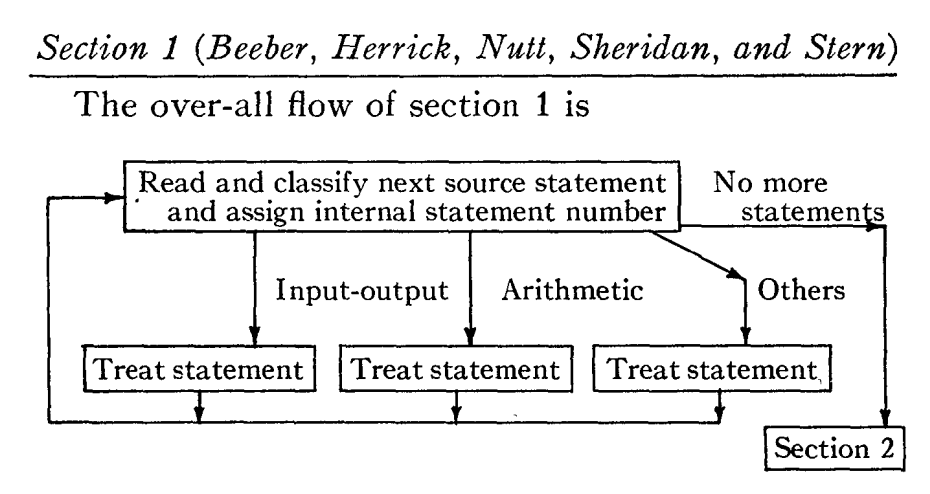 Section 1 (Beeber, Herrick, Nutt, Sheridan, and Stern)
The over-all flow of section 1 is
Read and classify next source statement
and assign internal statement number
No more
statements
Input-output
Arithmetic
Others
Treat statement
Treat statement
Treat statement
Section 2